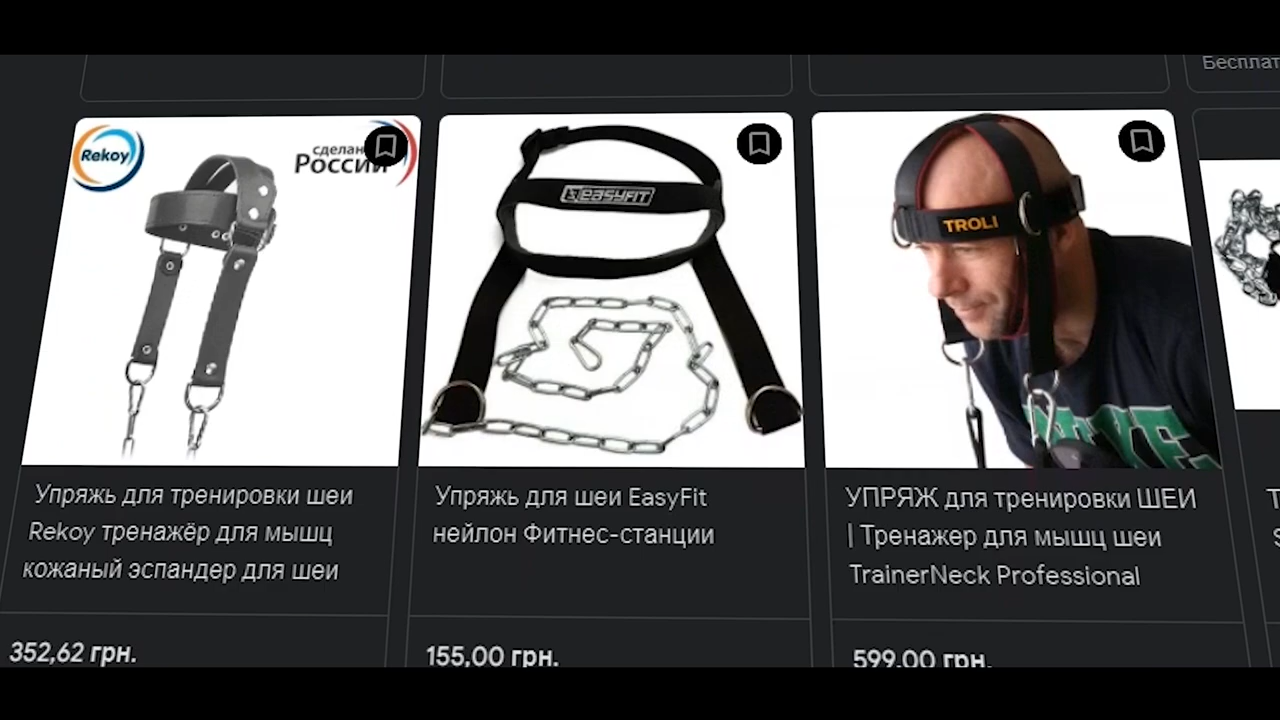 Бесплат
Rekoy
сделан
России
EASYFIT
TROLI
Упряжь для тренировки шеи
Rekoy тренажёр для мышц
кожаный эспандер для шеи
352,62 грн.
Упряжь для шеи EasyFit
нейлон Фитнес-станции
155,00 грн.
УПРЯЖ для тренировки ШЕИ
| Тренажер для мышц шеи
TrainerNeck Professional
599,00 грн.